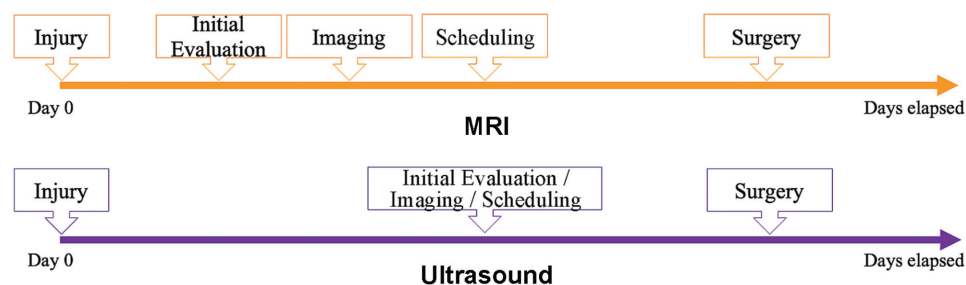 Injury
Initial
Evaluation
Imaging
Scheduling
Surgery
Day 0
Days elapsed
MRI
Injury
Initial Evaluation /
Imaging / Scheduling
Surgery
Day 0
Days elapsed
Ultrasound